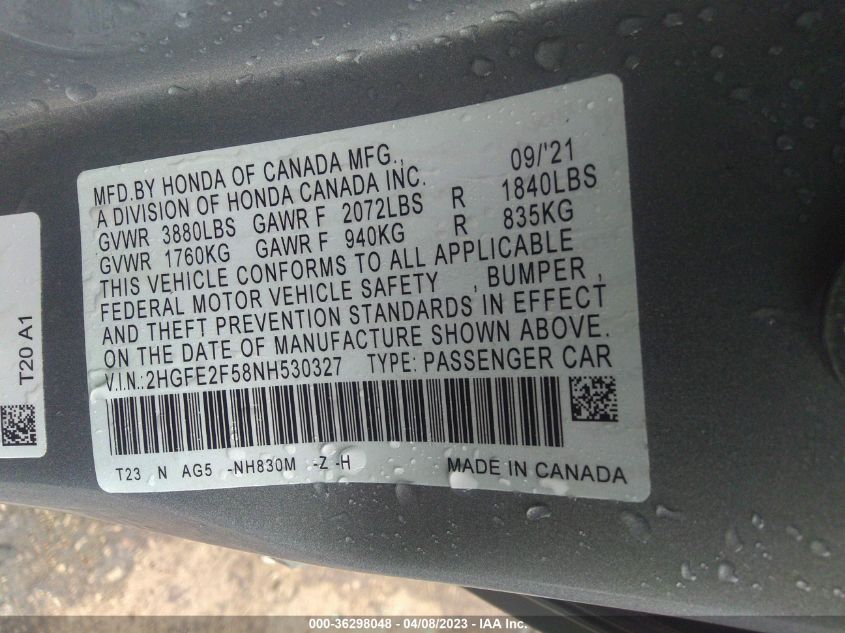 MFD.BY HONDA OF CANADA MFG., 09/'21
A DIVISION OF HONDA CANADA INC.
GVWR 3880LBS GAWR F 2072LBS R 1840LBS
GVWR 1760KG GAWR F 940KG R 835KG
THIS VEHICLE CONFORMS TO ALL APPLICABLE
FEDERAL MOTOR VEHICLE SAFETY , BUMPER ,
AND THEFT PREVENTION STANDARDS IN EFFECT
ON THE DATE OF MANUFACTURE SHOWN ABOVE.
V.I.N.: 2HGFE2F58NH530327 TYPE: PASSENGER CAR
T23 N AG5 -NH830M -Z -H MADE IN CANADA
T20 A1
000-36298048 - 04/08/2023 - IAA Inc.